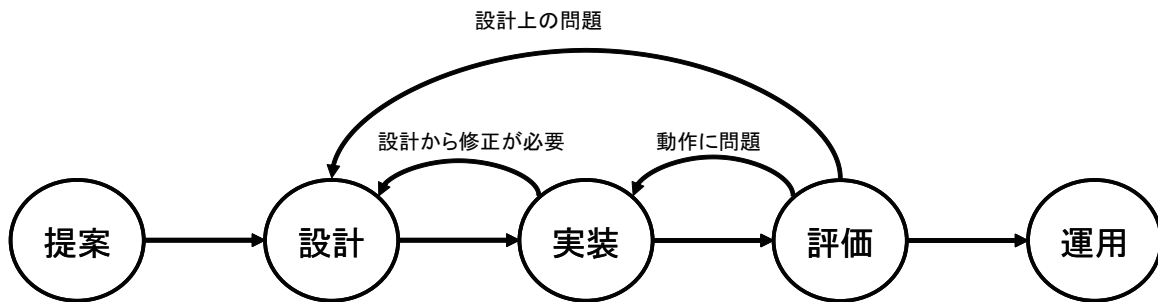 設計上の問題
設計から修正が必要
動作に問題
提案
設計
実装
評価
運用